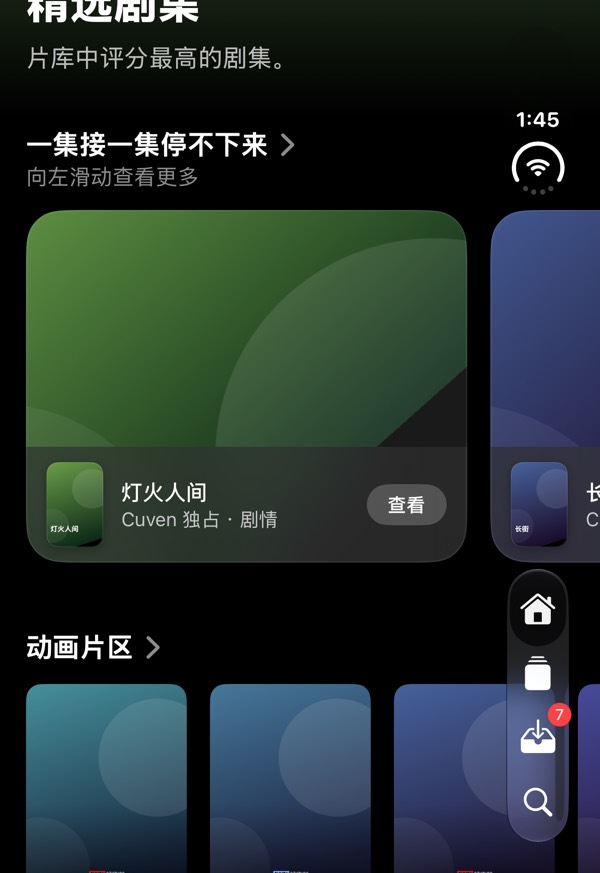 精选剧集
片库中评分最高的剧集。
1:45
一集接一集停不下来
向左滑动查看更多
灯火人间
灯火人间
Cuven 独占 · 剧情
查看
长街
长
C
动画片区
7